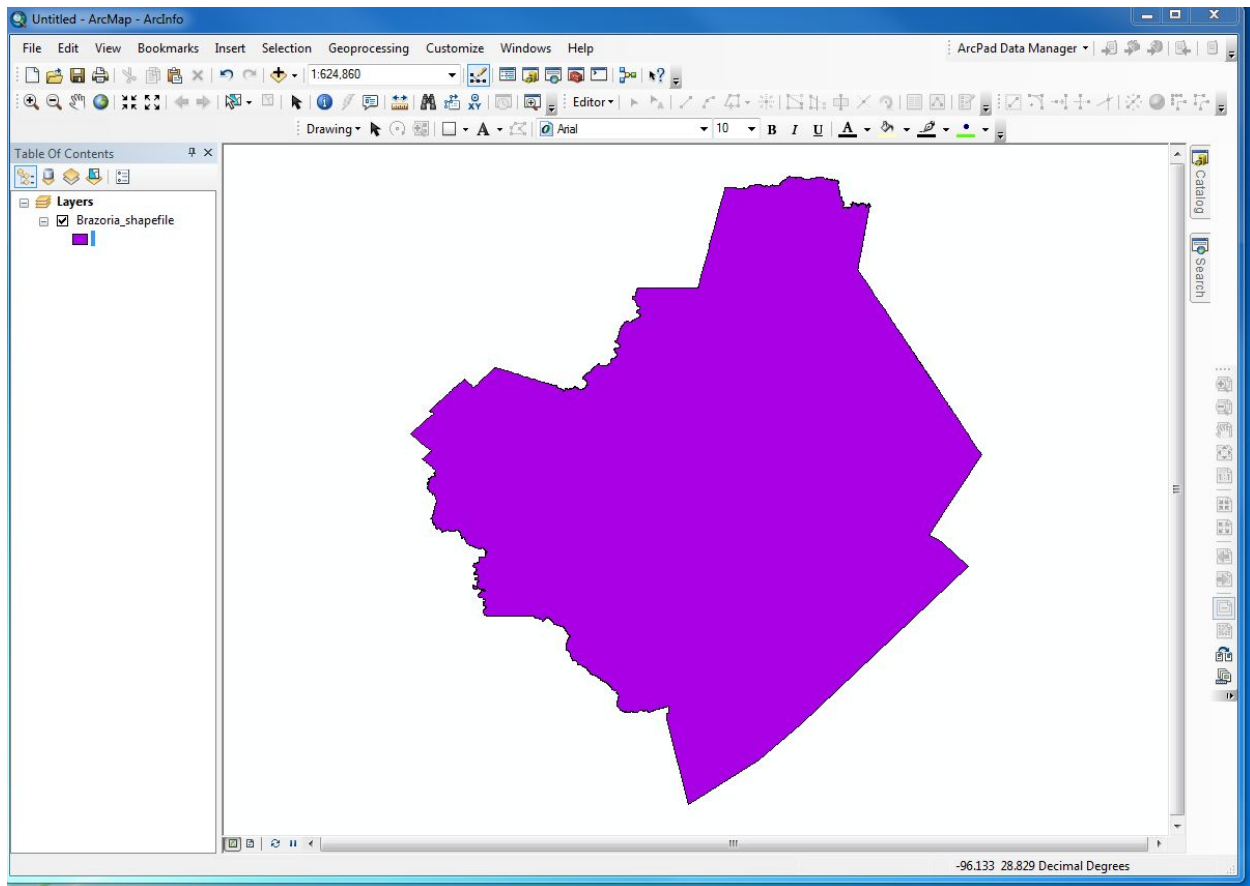 Untitled - ArcMap - ArcInfo
File Edit View Bookmarks Insert Selection Geoprocessing Customize Windows Help
ArcPad Data Manager
1:624,860
Editor
Drawing A Arial 10 B I U A
Table Of Contents
Layers
Brazoria_shapefile
Catalog
Search
-96.133 28.829 Decimal Degrees